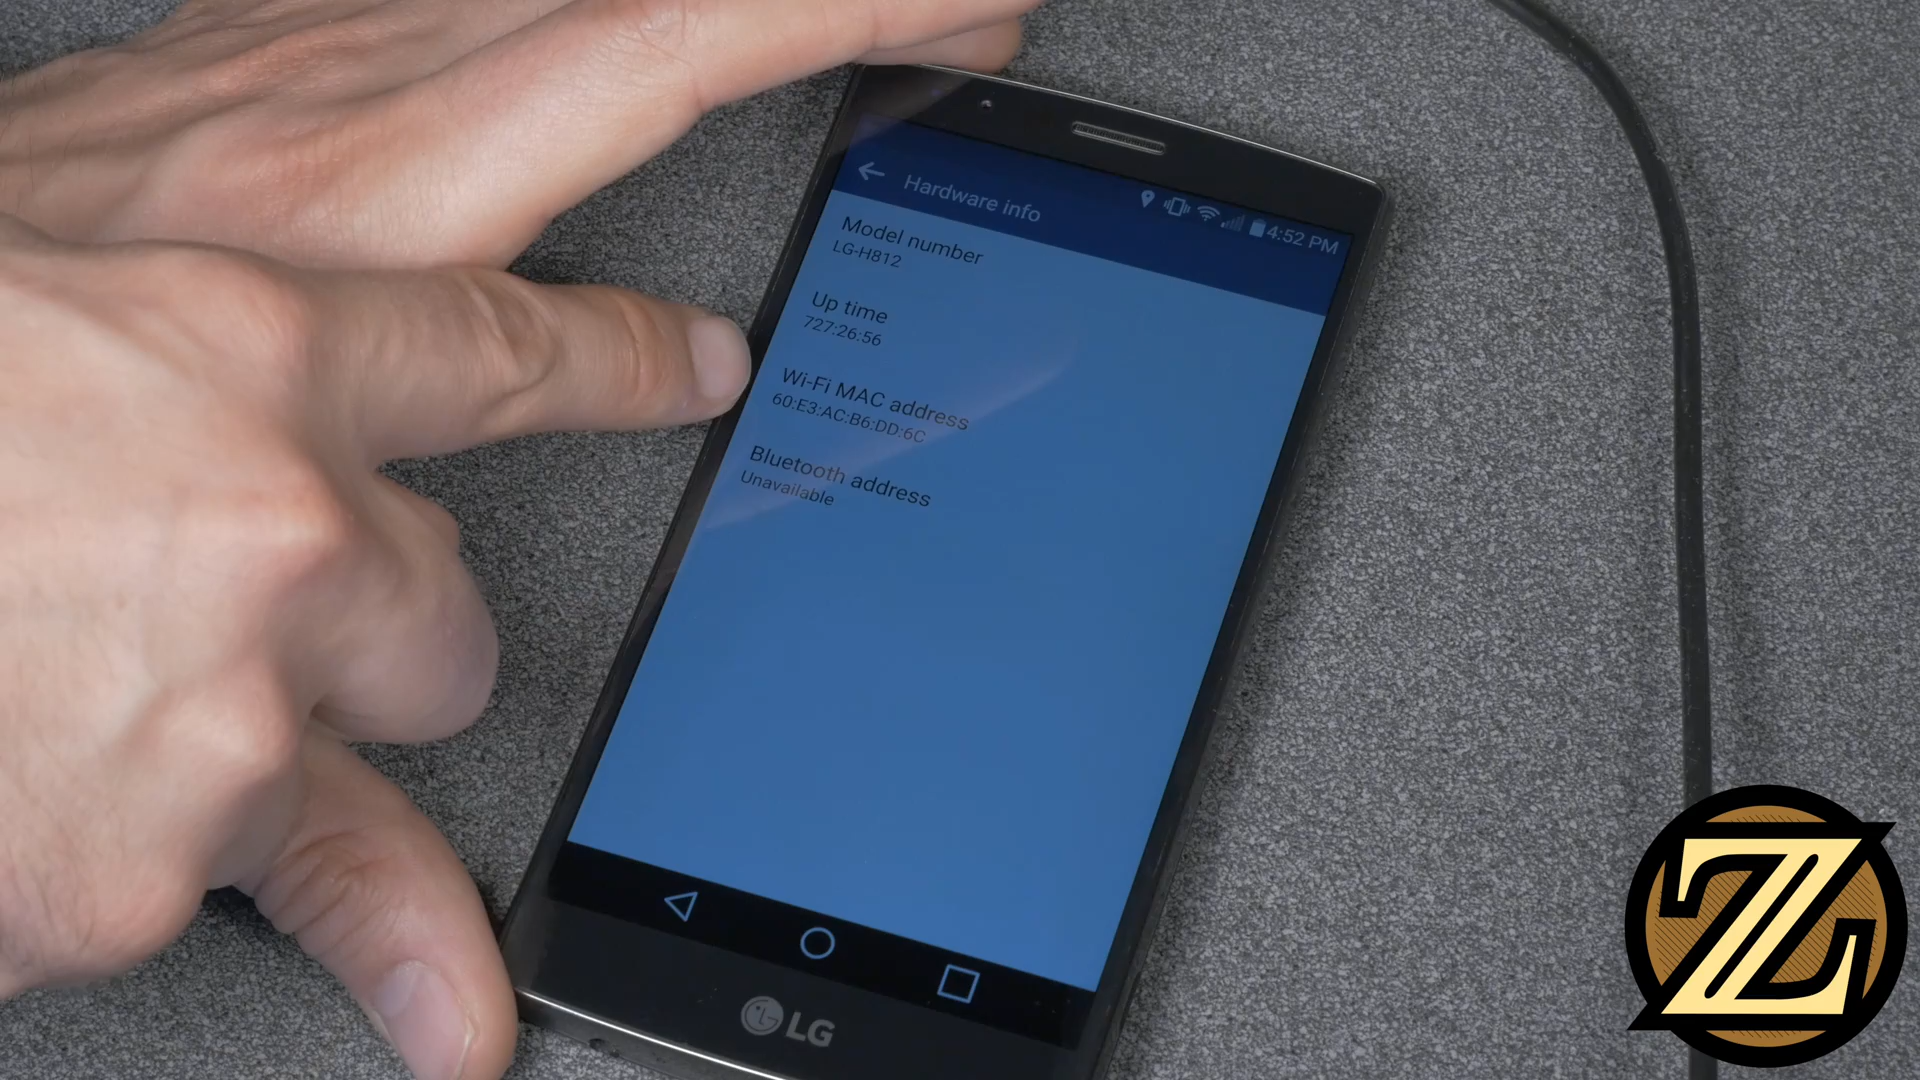 Hardware info
4:52 PM
Model number
LG-H812
Up time
727:26:56
Wi-Fi MAC address
60:E3:AC:B6:DD:6C
Bluetooth address
Unavailable
LG
Z